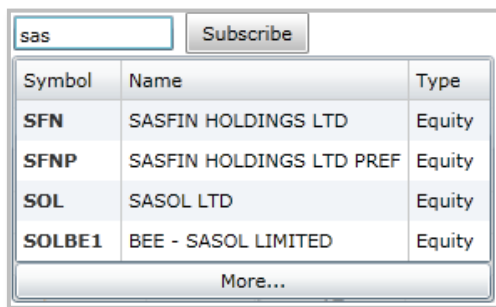 sas Subscribe
Symbol Name Type
SFN SASFIN HOLDINGS LTD Equity
SFNP SASFIN HOLDINGS LTD PREF Equity
SOL SASOL LTD Equity
SOLBE1 BEE - SASOL LIMITED Equity
More...